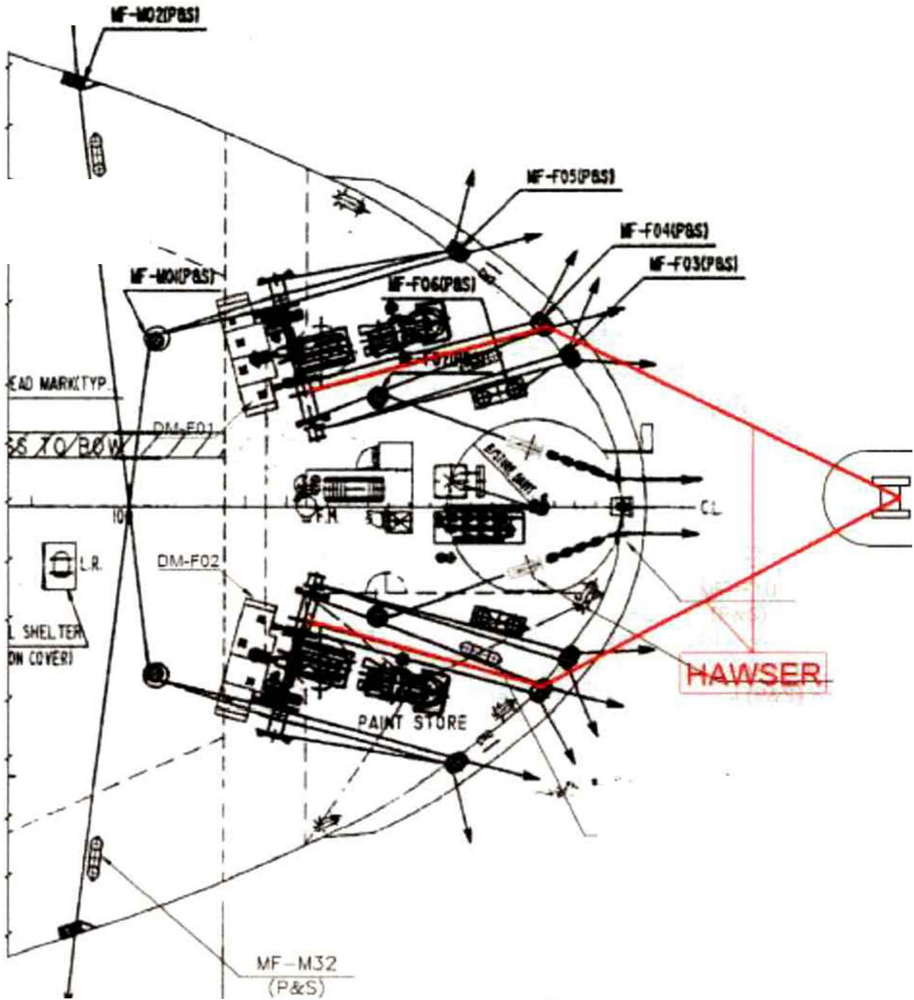 MF-M02(P&S)
MF-F05(P&S)
MF-F04(P&S)
MF-F03(P&S)
MF-M01(P&S)
MF-F06(P&S)
EAD MARK(TYP.
DM-F01
SS TO BOW
C.L.
10
F.M.
DM-F02
L.R.
L SHELTER
ON COVER)
HAWSER
PAINT STORE
MF-M32
(P&S)